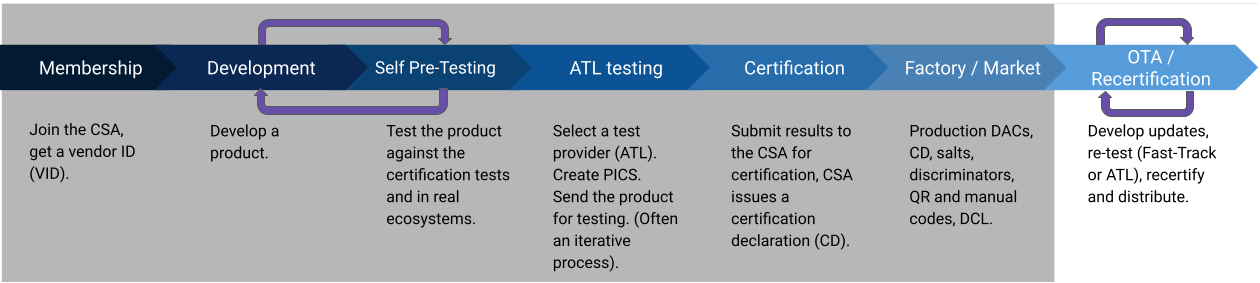 Membership
Development
Self Pre-Testing
ATL testing
Certification
Factory / Market
OTA /
Recertification
Join the CSA,
get a vendor ID
(VID).
Develop a
product.
Test the product
against the
certification tests
and in real
ecosystems.
Select a test
provider (ATL).
Create PICS.
Send the product
for testing. (Often
an iterative
process).
Submit results to
the CSA for
certification, CSA
issues a
certification
declaration (CD).
Production DACs,
CD, salts,
discriminators,
QR and manual
codes, DCL.
Develop updates,
re-test (Fast-Track
or ATL), recertify
and distribute.